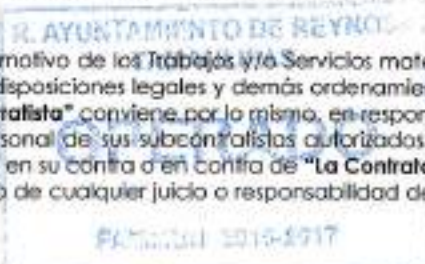 R. AYUNTAMIENTO DE REYNO
motivo de los Trabajos y/o Servicios mate
disposiciones legales y demás ordenamie
ratista" conviene por lo mismo, en respon
sonal de sus subcontratistas autorizados
en su contra o en contra de "La Contrata
o de cualquier juicio o responsabilidad de
2016-2017